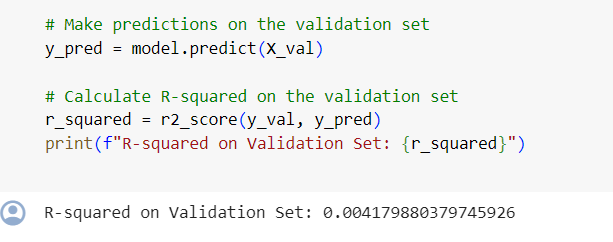 # Make predictions on the validation set
y_pred = model.predict(X_val)
# Calculate R-squared on the validation set
r_squared = r2_score(y_val, y_pred)
print(f"R-squared on Validation Set: {r_squared}")
R-squared on Validation Set: 0.004179880379745926